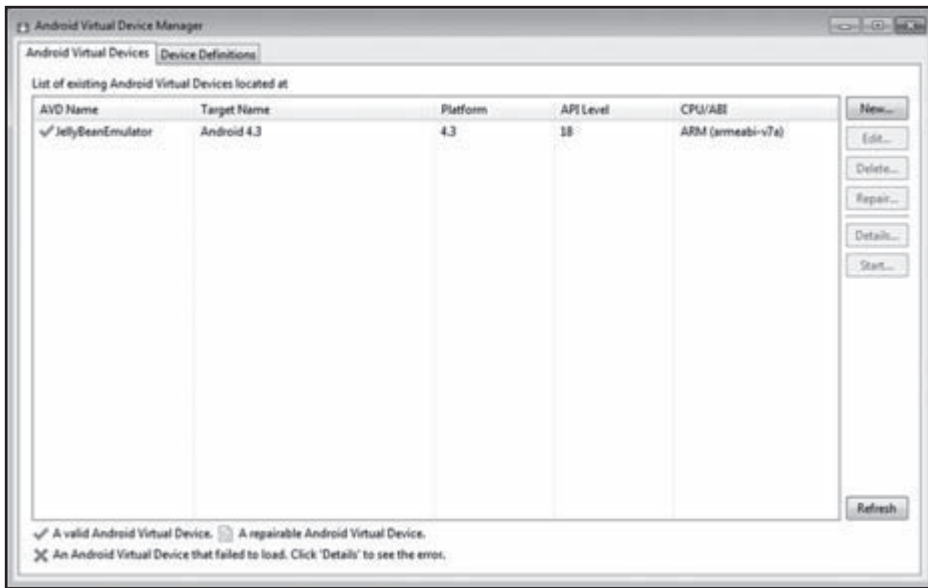 Android Virtual Device Manager
Android Virtual Devices Device Definitions
List of existing Android Virtual Devices located at
AVD Name Target Name Platform API Level CPU/ABI
JellyBeanEmulator Android 4.3 4.3 18 ARM (armeabi-v7a)
New...
Edit...
Delete...
Repair...
Details...
Start...
Refresh
A valid Android Virtual Device. A repairable Android Virtual Device.
An Android Virtual Device that failed to load. Click 'Details' to see the error.